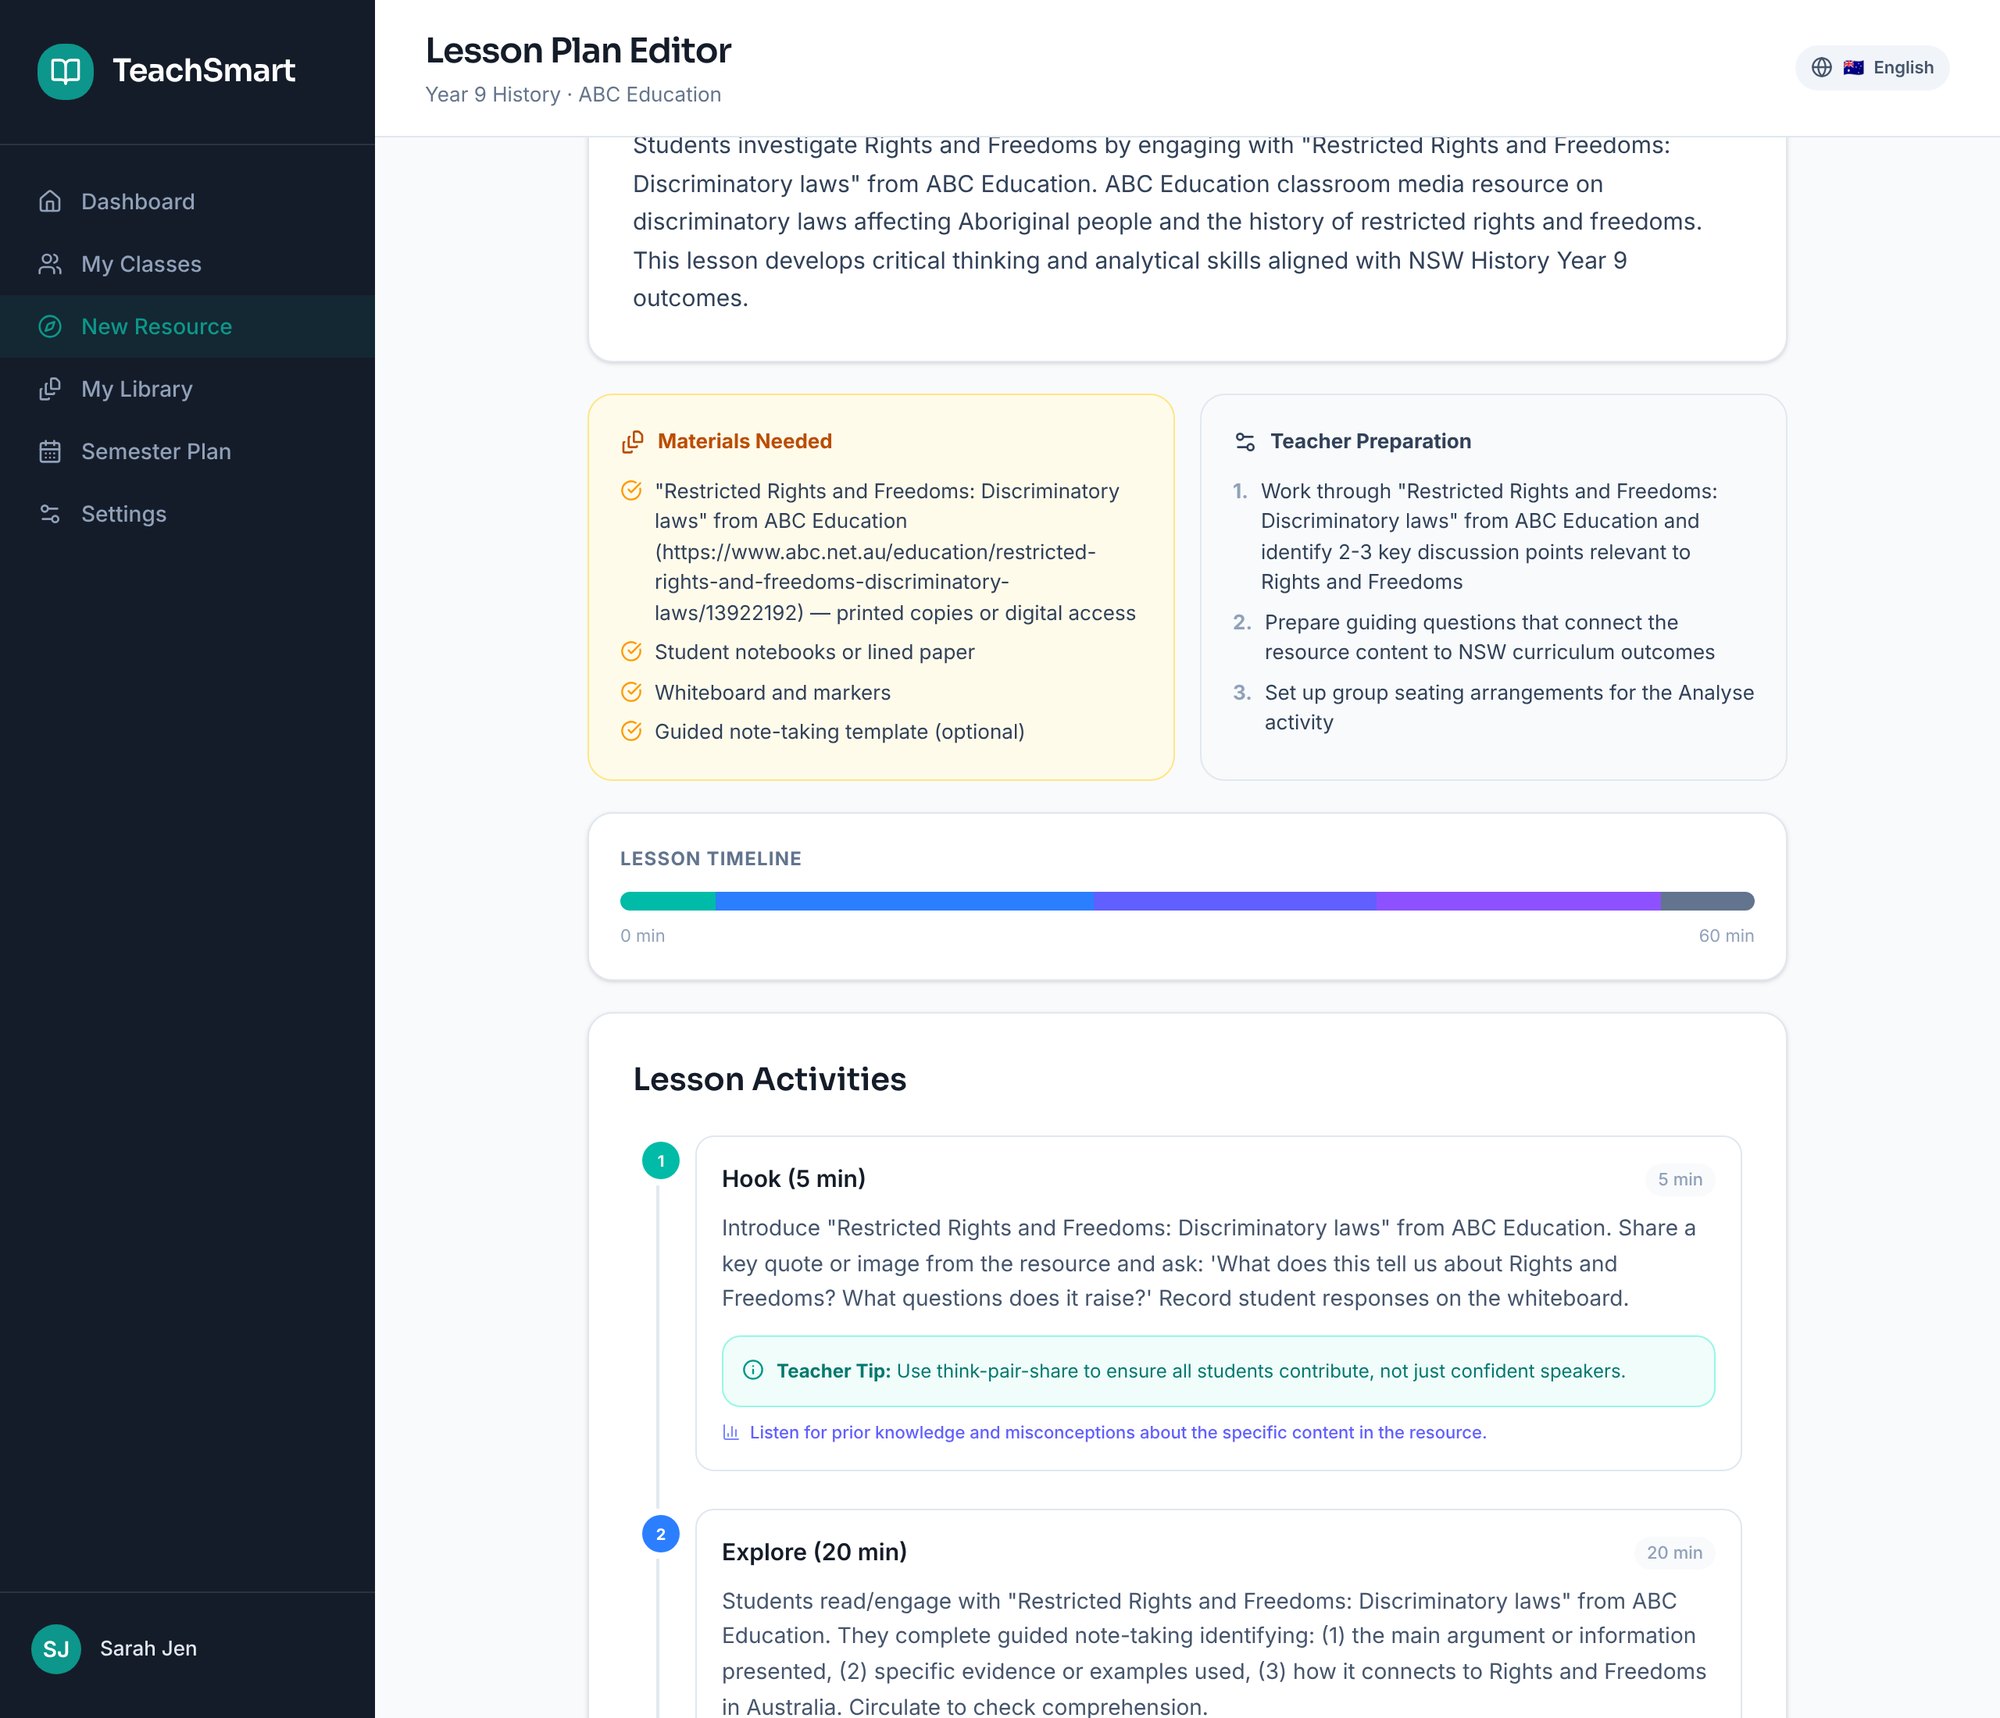 TeachSmart
Dashboard
My Classes
New Resource
My Library
Semester Plan
Settings
SJ
Sarah Jen
Lesson Plan Editor
Year 9 History · ABC Education
English
Students investigate Rights and Freedoms by engaging with "Restricted Rights and Freedoms:
Discriminatory laws" from ABC Education. ABC Education classroom media resource on
discriminatory laws affecting Aboriginal people and the history of restricted rights and freedoms.
This lesson develops critical thinking and analytical skills aligned with NSW History Year 9
outcomes.
Materials Needed
"Restricted Rights and Freedoms: Discriminatory
laws" from ABC Education
(https://www.abc.net.au/education/restricted-
rights-and-freedoms-discriminatory-
laws/13922192) — printed copies or digital access
Student notebooks or lined paper
Whiteboard and markers
Guided note-taking template (optional)
Teacher Preparation
1. Work through "Restricted Rights and Freedoms:
Discriminatory laws" from ABC Education and
identify 2-3 key discussion points relevant to
Rights and Freedoms
2. Prepare guiding questions that connect the
resource content to NSW curriculum outcomes
3. Set up group seating arrangements for the Analyse
activity
LESSON TIMELINE
0 min
60 min
Lesson Activities
1
Hook (5 min)
5 min
Introduce "Restricted Rights and Freedoms: Discriminatory laws" from ABC Education. Share a
key quote or image from the resource and ask: 'What does this tell us about Rights and
Freedoms? What questions does it raise?' Record student responses on the whiteboard.
Teacher Tip: Use think-pair-share to ensure all students contribute, not just confident speakers.
Listen for prior knowledge and misconceptions about the specific content in the resource.
2
Explore (20 min)
20 min
Students read/engage with "Restricted Rights and Freedoms: Discriminatory laws" from ABC
Education. They complete guided note-taking identifying: (1) the main argument or information
presented, (2) specific evidence or examples used, (3) how it connects to Rights and Freedoms
in Australia. Circulate to check comprehension.